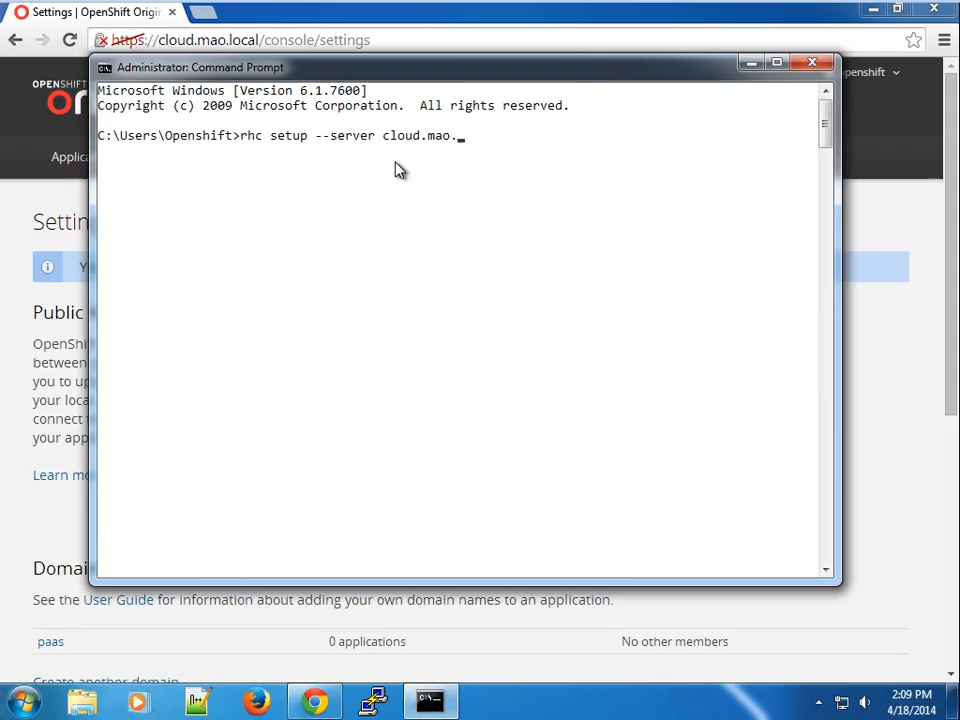 Settings | OpenShift Origi
https://cloud.mao.local/console/settings
OPENSHIFT
penshift
Applic
Administrator: Command Prompt
Microsoft Windows [Version 6.1.7600]
Copyright (c) 2009 Microsoft Corporation.  All rights reserved.
C:\Users\Openshift>rhc setup --server cloud.mao._
Settin
Y
Public
OpenShi
between
you to up
your loca
connect t
your app
Learn mo
Domai
See the User Guide for information about adding your own domain names to an application.
paas 0 applications No other members
Create another domain
2:09 PM
4/18/2014